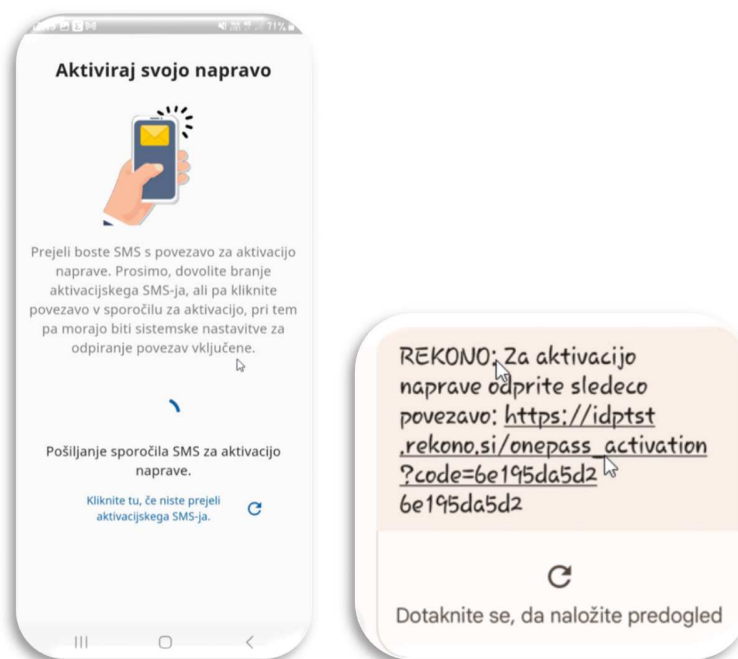 71%
Aktiviraj svojo napravo
Prejeli boste SMS s povezavo za aktivacijo
naprave. Prosimo, dovolite branje
aktivacijskega SMS-ja, ali pa kliknite
povezavo v sporočilu za aktivacijo, pri tem
pa morajo biti sistemske nastavitve za
odpiranje povezav vključene.
Pošiljanje sporočila SMS za aktivacijo
naprave.
Kliknite tu, če niste prejeli
aktivacijskega SMS-ja.
REKONO: Za aktivacijo
naprave odprite sledeco
povezavo: https://idptst
.rekono.si/onepass_activation
?code=6e195da5d2
6e195da5d2
Dotaknite se, da naložite predogled